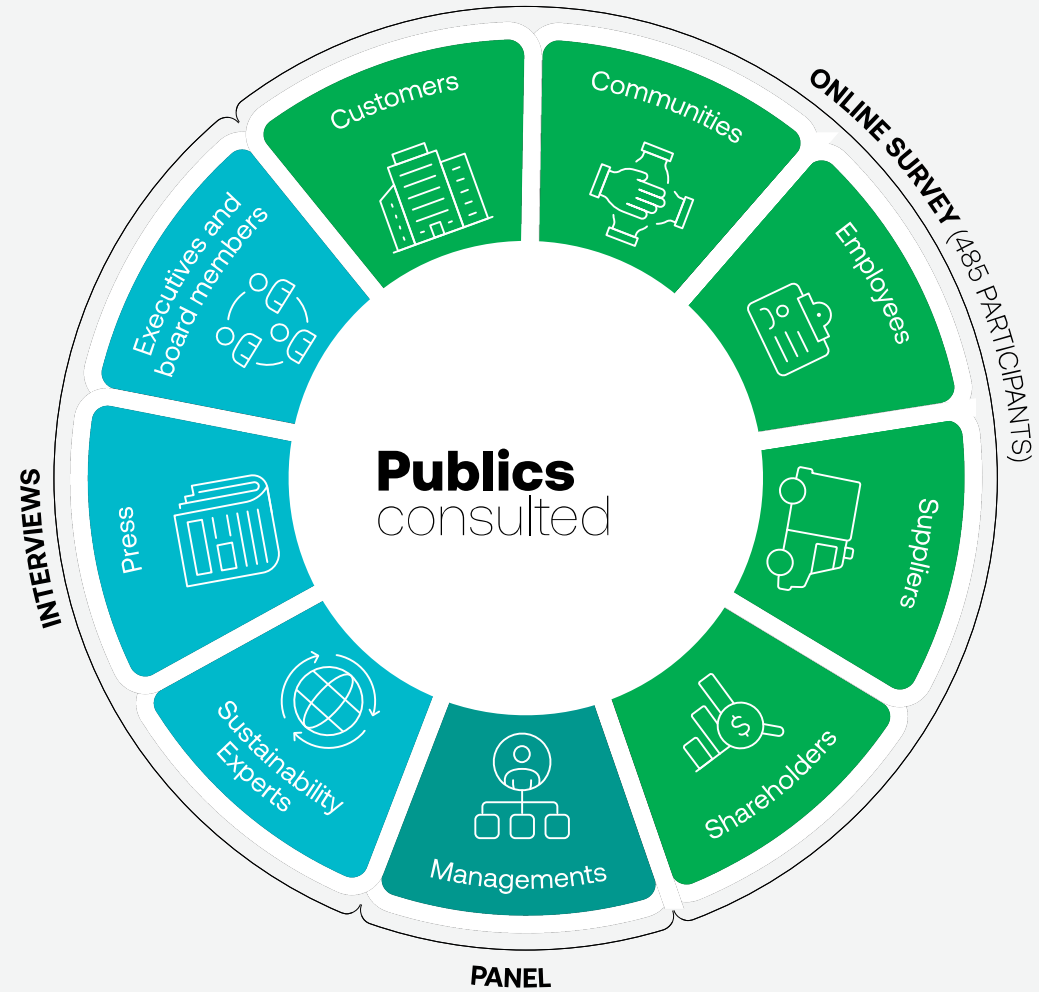 Publics
consulted
Customers
Communities
Employees
Suppliers
Shareholders
Managements
Sustainability
Experts
Press
Executives and
board members
ONLINE SURVEY (485 PARTICIPANTS)
PANEL
INTERVIEWS
$